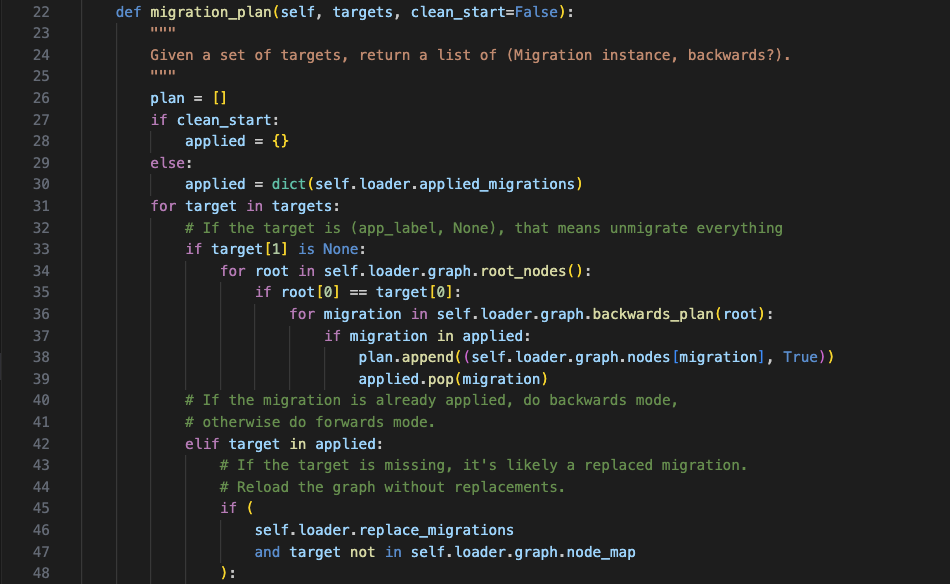 22 def migration_plan(self, targets, clean_start=False):
23 """
24 Given a set of targets, return a list of (Migration instance, backwards?).
25 """
26 plan = []
27 if clean_start:
28 applied = {}
29 else:
30 applied = dict(self.loader.applied_migrations)
31 for target in targets:
32 # If the target is (app_label, None), that means unmigrate everything
33 if target[1] is None:
34 for root in self.loader.graph.root_nodes():
35 if root[0] == target[0]:
36 for migration in self.loader.graph.backwards_plan(root):
37 if migration in applied:
38 plan.append((self.loader.graph.nodes[migration], True))
39 applied.pop(migration)
40 # If the migration is already applied, do backwards mode,
41 # otherwise do forwards mode.
42 elif target in applied:
43 # If the target is missing, it's likely a replaced migration.
44 # Reload the graph without replacements.
45 if (
46 self.loader.replace_migrations
47 and target not in self.loader.graph.node_map
48 ):